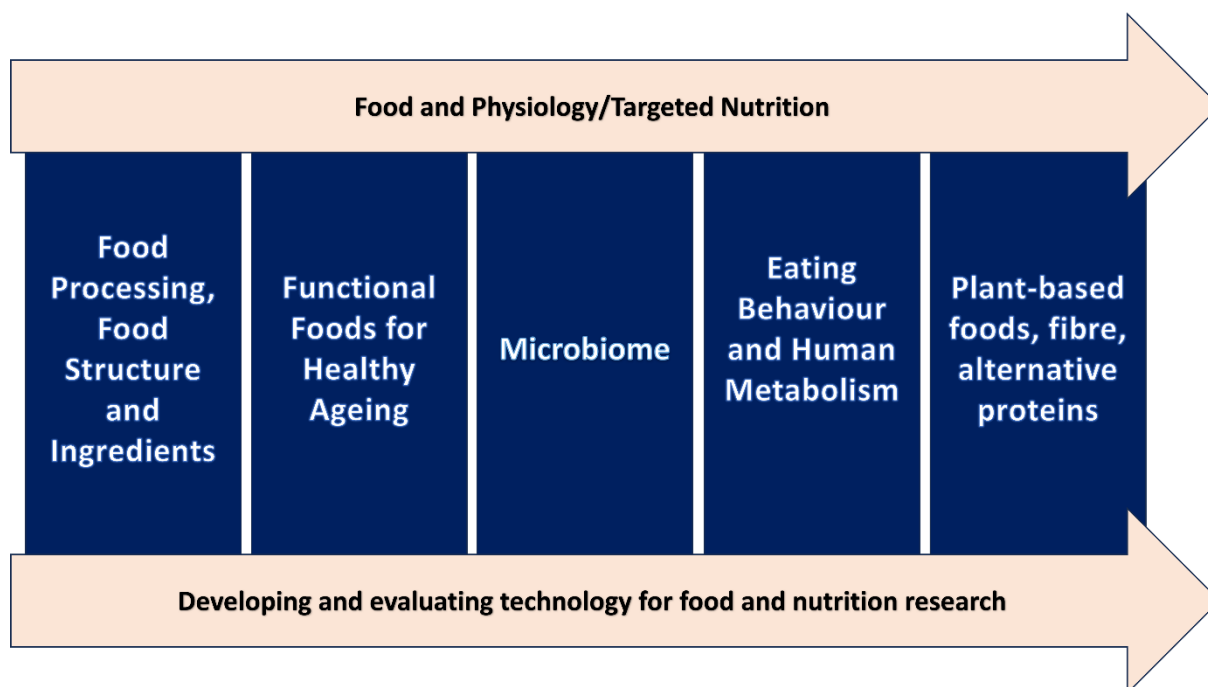 Food and Physiology/Targeted Nutrition
Food
Processing,
Food
Structure
and
Ingredients
Functional
Foods for
Healthy
Ageing
Microbiome
Eating
Behaviour
and Human
Metabolism
Plant-based
foods, fibre,
alternative
proteins
Developing and evaluating technology for food and nutrition research